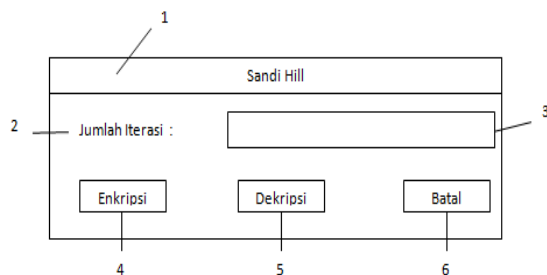 1
Sandi Hill
2 Jumlah Iterasi : 3
Enkripsi Dekripsi Batal
4 5 6